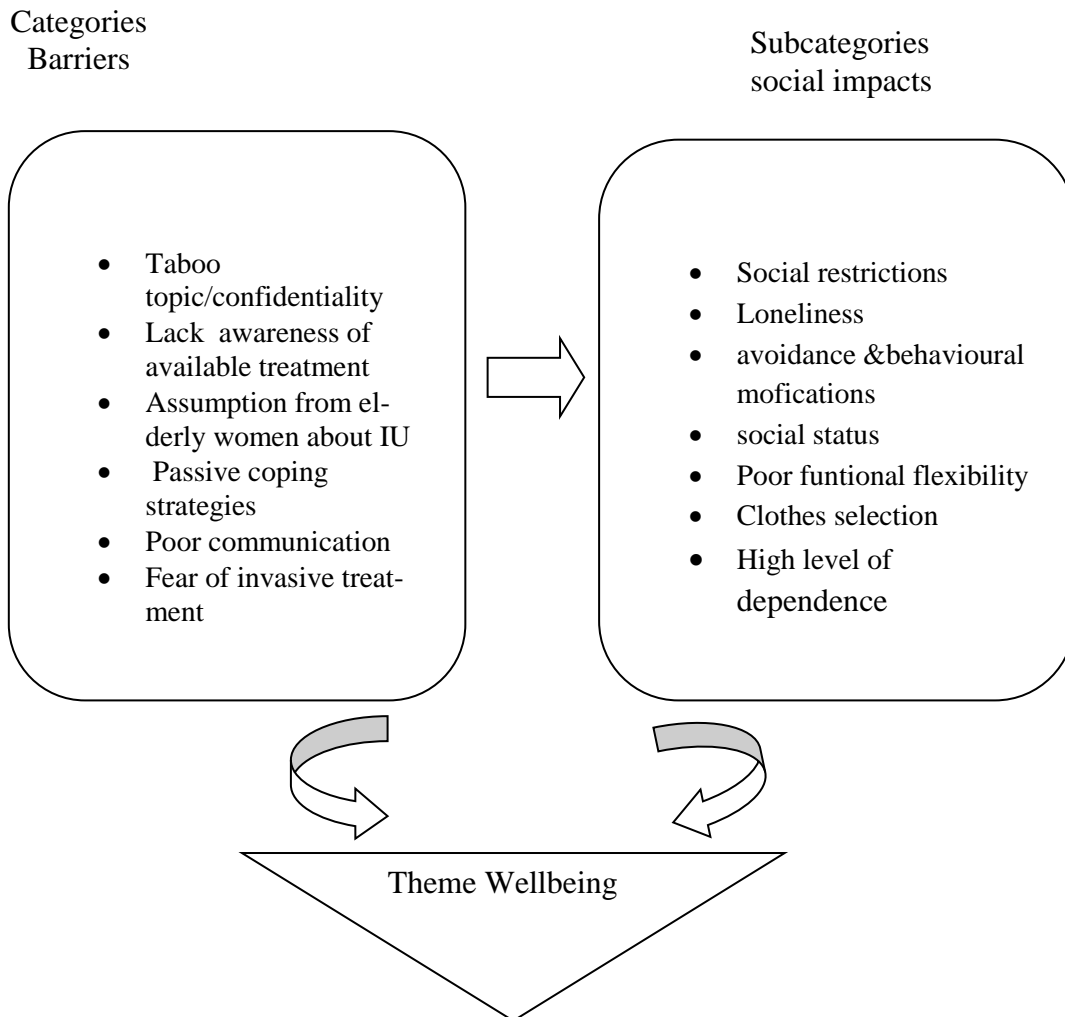 Categories
Barriers
Subcategories
social impacts
• Taboo
topic/confidentiality
• Lack  awareness of
available treatment
• Assumption from el-
derly women about IU
•  Passive coping
strategies
• Poor communication
• Fear of invasive treat-
ment
• Social restrictions
• Loneliness
• avoidance &behavioural
mofications
• social status
• Poor funtional flexibility
• Clothes selection
• High level of
dependence
Theme Wellbeing